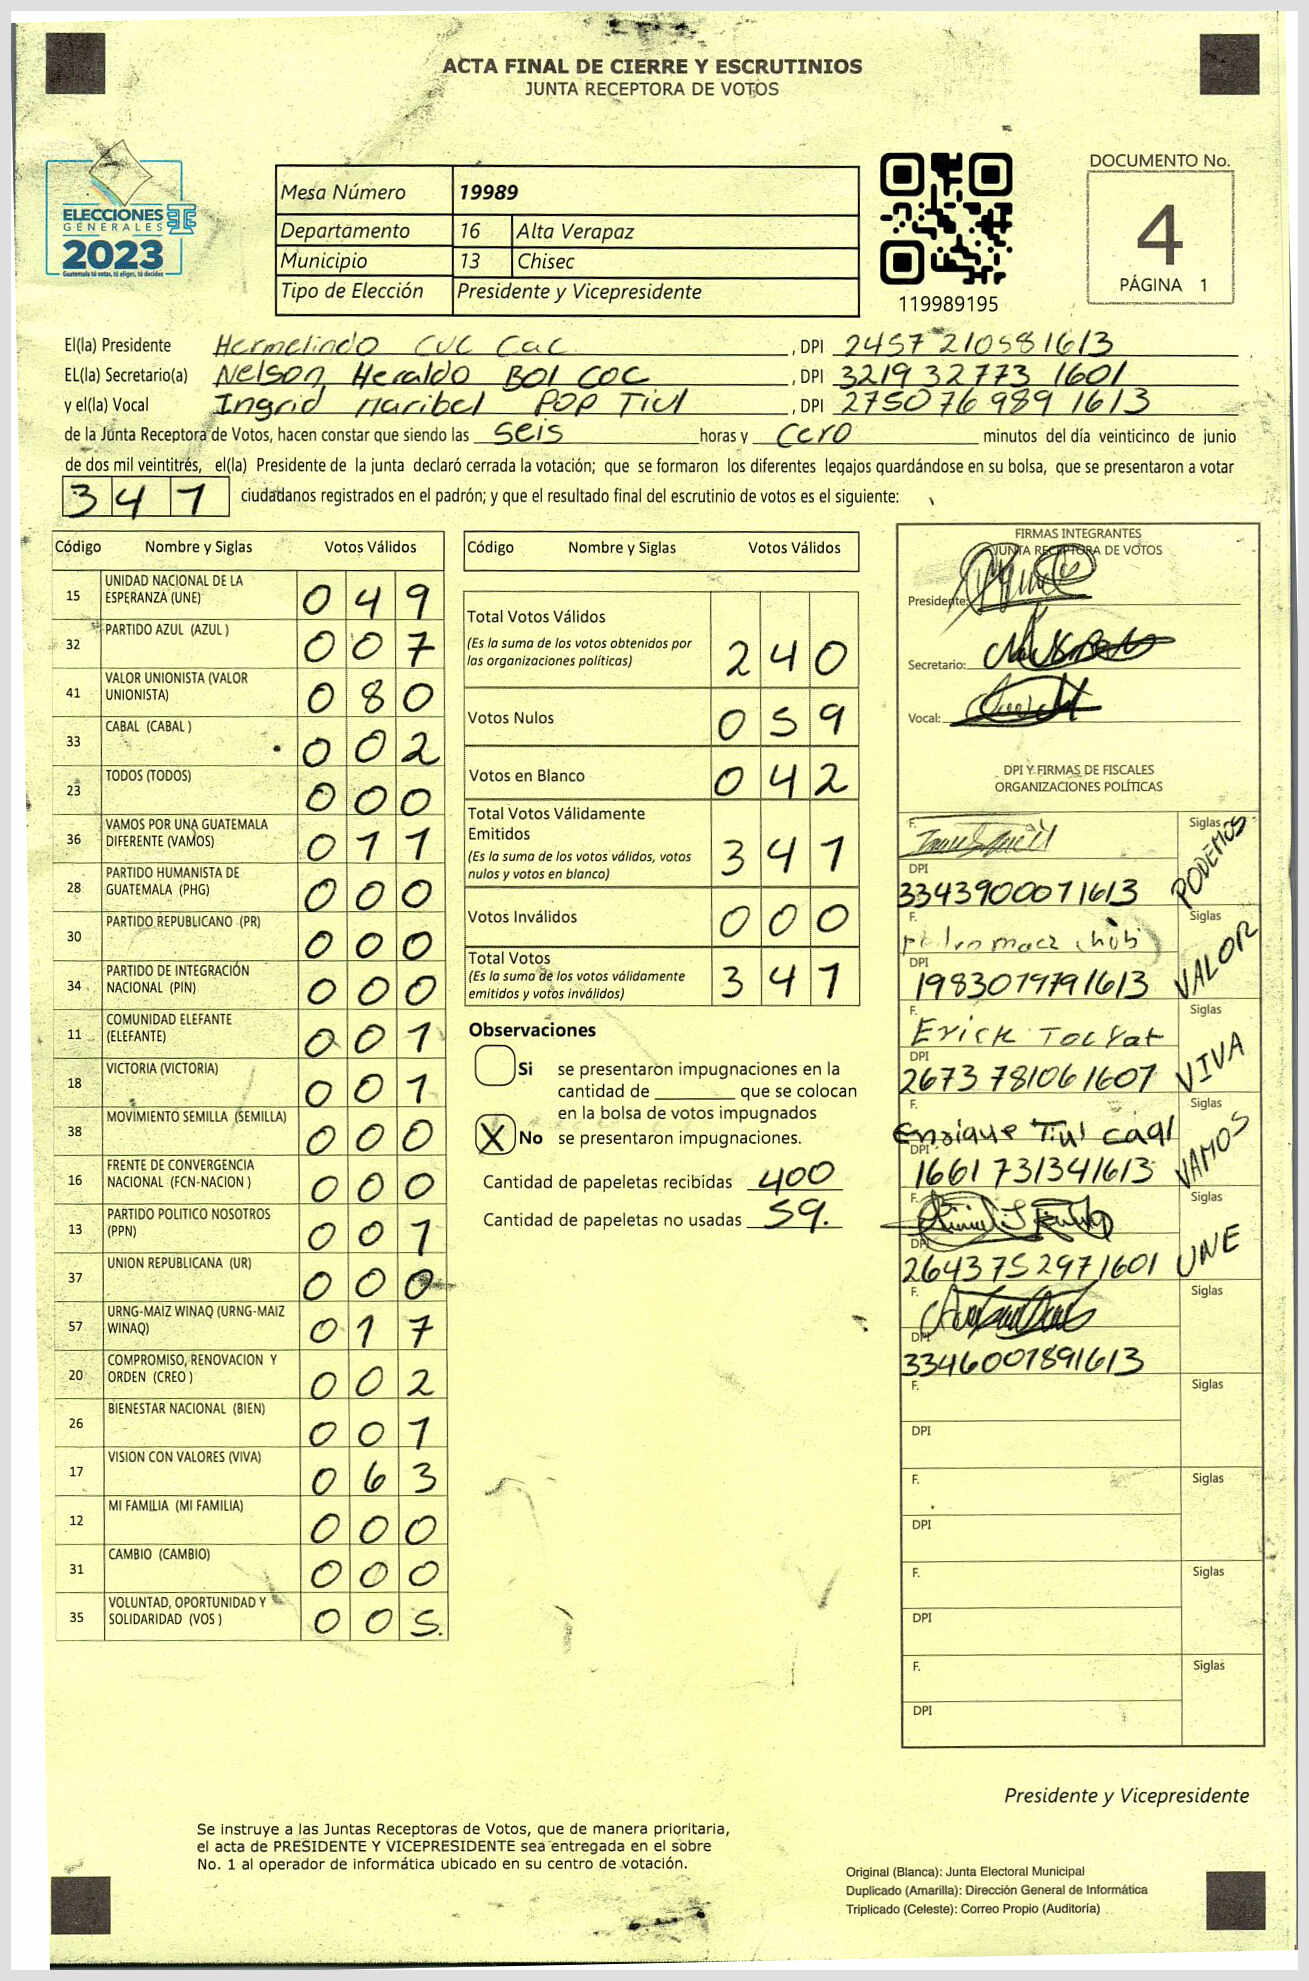 ACTA FINAL DE CIERRE Y ESCRUTINIOS
JUNTA RECEPTORA DE VOTOS
ELECCIONES
GENERALES
2023
Guatemala tú votas, tú eliges, tú decides
Mesa Número 19989
Departamento 16 Alta Verapaz
Municipio 13 Chisec
Tipo de Elección Presidente y Vicepresidente
119989195
DOCUMENTO No.
4
PÁGINA 1
El(la) Presidente Hermelindo Cuc Cac , DPI 2457 21058 1613
EL(la) Secretario(a) Nelson Heraldo BOl COC , DPI 3219 32773 1601
y el(la) Vocal Ingrid Maribel POP Tiul , DPI 2750 76 989 1613
de la Junta Receptora de Votos, hacen constar que siendo las seis horas y cero minutos del día veinticinco de junio
de dos mil veintitrés, el(la) Presidente de la junta declaró cerrada la votación; que se formaron los diferentes legajos guardándose en su bolsa, que se presentaron a votar
341 ciudadanos registrados en el padrón; y que el resultado final del escrutinio de votos es el siguiente:
Código Nombre y Siglas Votos Válidos
15 UNIDAD NACIONAL DE LA ESPERANZA (UNE) 0 4 9
32 PARTIDO AZUL (AZUL ) 0 0 7
41 VALOR UNIONISTA (VALOR UNIONISTA) 0 8 0
33 CABAL (CABAL ) 0 0 2
23 TODOS (TODOS) 0 0 0
36 VAMOS POR UNA GUATEMALA DIFERENTE (VAMOS) 0 1 1
28 PARTIDO HUMANISTA DE GUATEMALA (PHG) 0 0 0
30 PARTIDO REPUBLICANO (PR) 0 0 0
34 PARTIDO DE INTEGRACIÓN NACIONAL (PIN) 0 0 0
11 COMUNIDAD ELEFANTE (ELEFANTE) 0 0 1
18 VICTORIA (VICTORIA) 0 0 1
38 MOVIMIENTO SEMILLA (SEMILLA) 0 0 0
16 FRENTE DE CONVERGENCIA NACIONAL (FCN-NACION ) 0 0 0
13 PARTIDO POLITICO NOSOTROS (PPN) 0 0 1
37 UNION REPUBLICANA (UR) 0 0 0
57 URNG-MAIZ WINAQ (URNG-MAIZ WINAQ) 0 1 7
20 COMPROMISO, RENOVACION Y ORDEN (CREO ) 0 0 2
26 BIENESTAR NACIONAL (BIEN) 0 0 1
17 VISION CON VALORES (VIVA) 0 6 3
12 MI FAMILIA (MI FAMILIA) 0 0 0
31 CAMBIO (CAMBIO) 0 0 0
35 VOLUNTAD, OPORTUNIDAD Y SOLIDARIDAD (VOS ) 0 0 5.
Código Nombre y Siglas Votos Válidos
Total Votos Válidos
(Es la suma de los votos obtenidos por
las organizaciones políticas) 2 4 0
Votos Nulos 0 5 9
Votos en Blanco 0 4 2
Total Votos Válidamente
Emitidos
(Es la suma de los votos válidos, votos
nulos y votos en blanco) 3 4 1
Votos Inválidos 0 0 0
Total Votos
(Es la suma de los votos válidamente
emitidos y votos inválidos) 3 4 1
Observaciones
Si se presentaron impugnaciones en la
cantidad de ________ que se colocan
en la bolsa de votos impugnados
X No se presentaron impugnaciones.
Cantidad de papeletas recibidas 400
Cantidad de papeletas no usadas 59.
FIRMAS INTEGRANTES
JUNTA RECEPTORA DE VOTOS
Presidente:
Secretario:
Vocal:
DPI Y FIRMAS DE FISCALES
ORGANIZACIONES POLÍTICAS
F. Siglas PODEMOS
DPI
3343900071613
F. Siglas VALOR
DPI
1983079791613
F. Erick Siglas VIVA
DPI
2673 781061607
F. Enrique Tiul caal Siglas VAMOS
DPI
1661 731341613
F. Siglas UNE
DPI
2643752971601
F. Siglas
DPI
3346001891613
F. Siglas
DPI
F. Siglas
DPI
F. Siglas
DPI
F. Siglas
DPI
Presidente y Vicepresidente
Se instruye a las Juntas Receptoras de Votos, que de manera prioritaria,
el acta de PRESIDENTE Y VICEPRESIDENTE sea entregada en el sobre
No. 1 al operador de informática ubicado en su centro de votación.
Original (Blanca): Junta Electoral Municipal
Duplicado (Amarilla): Dirección General de Informática
Triplicado (Celeste): Correo Propio (Auditoría)